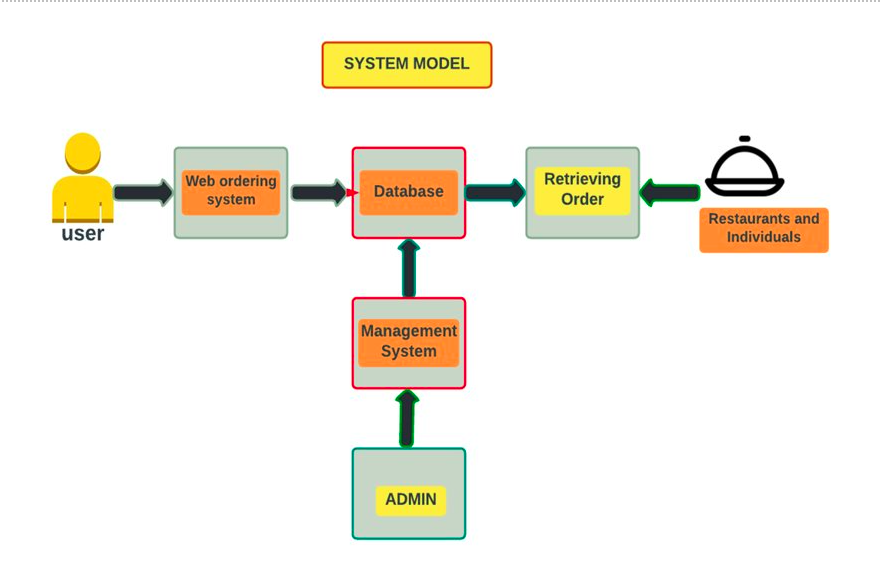 SYSTEM MODEL
user
Web ordering
system
Database
Retrieving
Order
Restaurants and
Individuals
Management
System
ADMIN